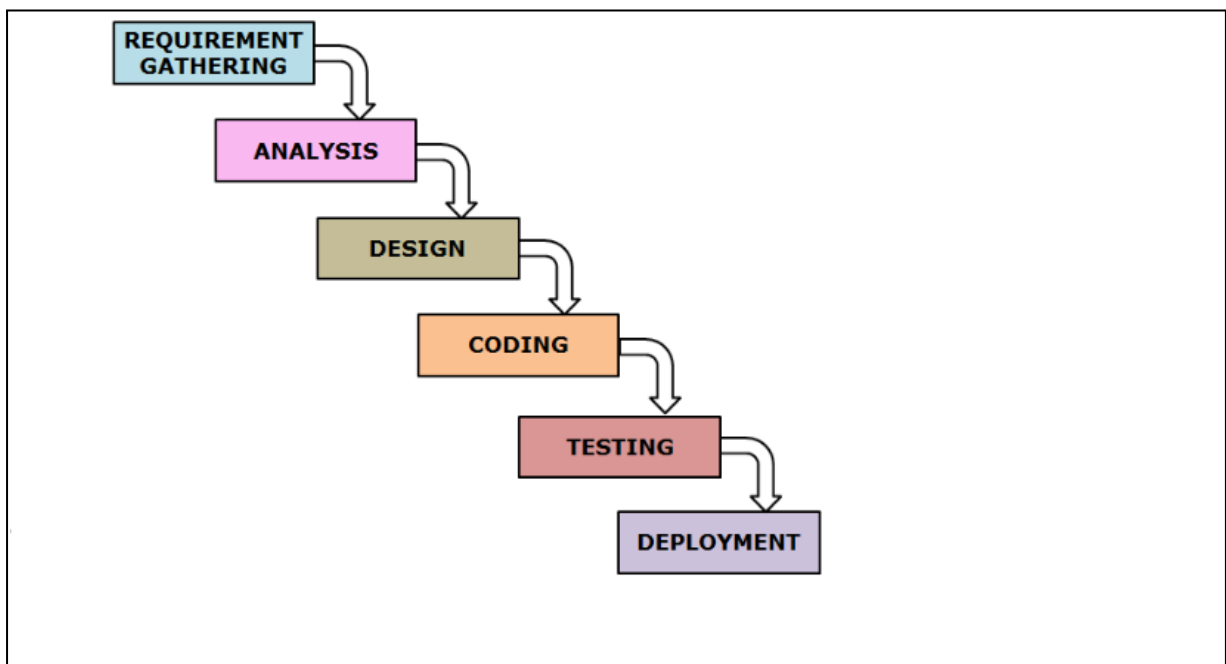 REQUIREMENT
GATHERING
ANALYSIS
DESIGN
CODING
TESTING
DEPLOYMENT